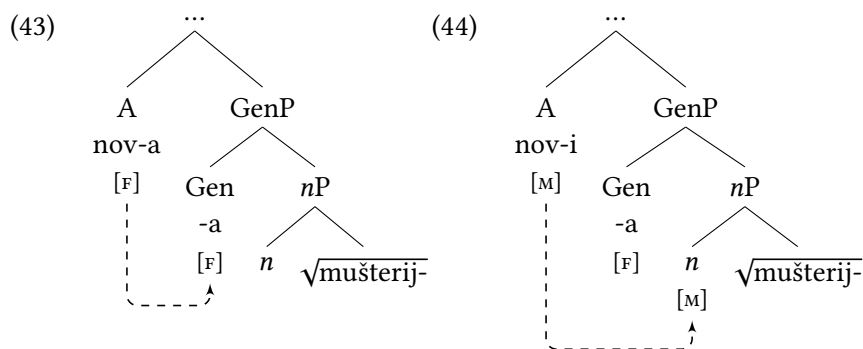 (43) ... (44) ...
A GenP A GenP
nov-a nov-i
[F] Gen nP [M] Gen nP
-a -a
[F] n √mušterij- [F] n √mušterij-
[M]